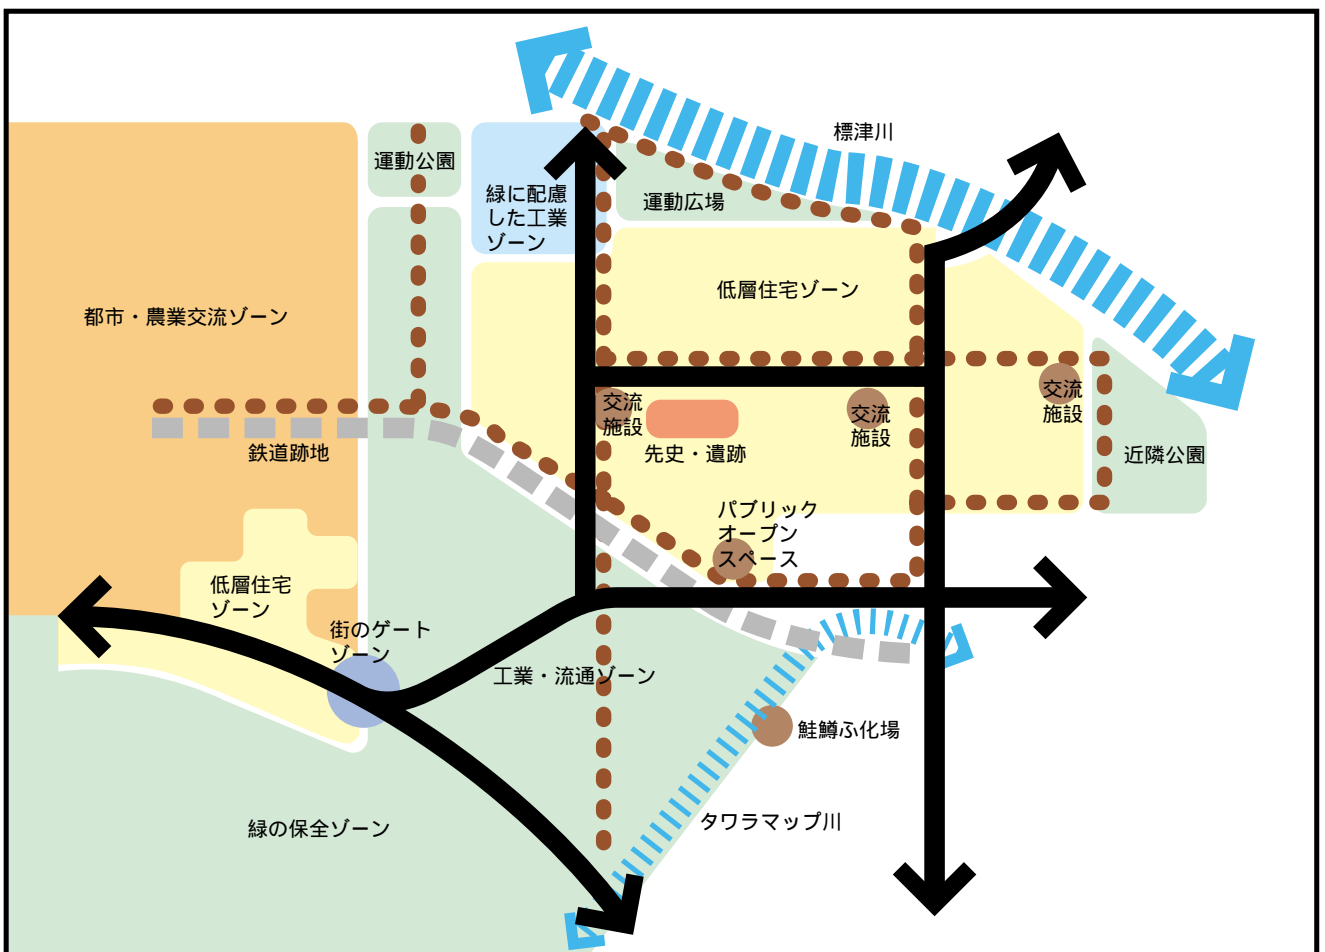 標津川
運動公園
緑に配慮
した工業
ゾーン
運動広場
低層住宅ゾーン
都市・農業交流ゾーン
交流
施設
交流
施設
交流
施設
先史・遺跡
鉄道跡地
近隣公園
パブリック
オープン
スペース
低層住宅
ゾーン
街のゲート
ゾーン
工業・流通ゾーン
鮭鱒ふ化場
タワラマップ川
緑の保全ゾーン